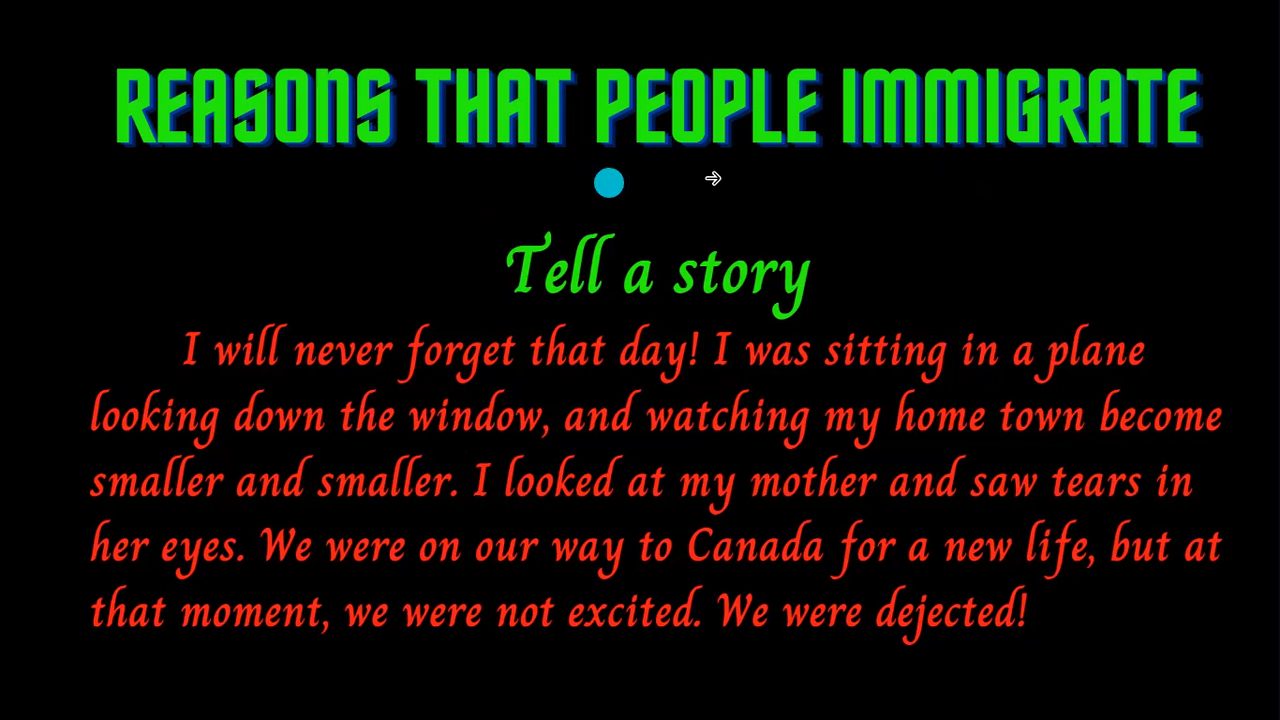 REASONS THAT PEOPLE IMMIGRATE
Tell a story
I will never forget that day! I was sitting in a plane
looking down the window, and watching my home town become
smaller and smaller. I looked at my mother and saw tears in
her eyes. We were on our way to Canada for a new life, but at
that moment, we were not excited. We were dejected!